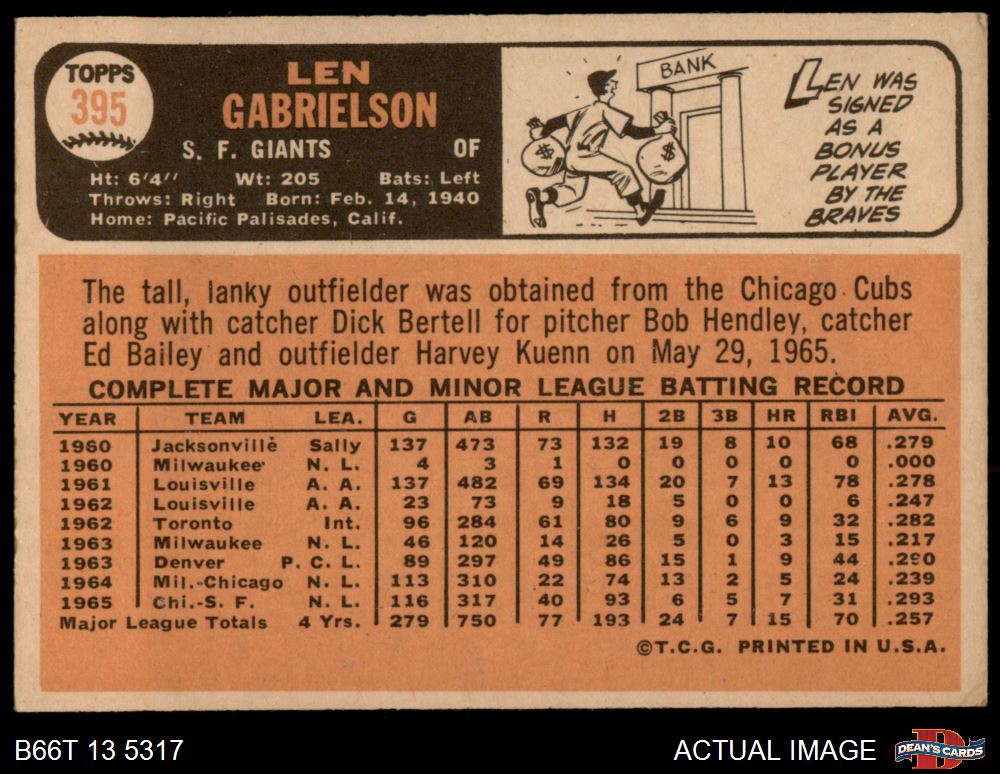 TOPPS
395
LEN
GABRIELSON
S. F. GIANTS OF
Ht: 6'4" Wt: 205 Bats: Left
Throws: Right Born: Feb. 14, 1940
Home: Pacific Palisades, Calif.
BANK
$ $
LEN WAS
SIGNED
AS A
BONUS
PLAYER
BY THE
BRAVES
The tall, lanky outfielder was obtained from the Chicago Cubs
along with catcher Dick Bertell for pitcher Bob Hendley, catcher
Ed Bailey and outfielder Harvey Kuenn on May 29, 1965.
COMPLETE MAJOR AND MINOR LEAGUE BATTING RECORD
YEAR TEAM LEA. G AB R H 2B 3B HR RBI AVG.
1960 Jacksonville Sally 137 473 73 132 19 8 10 68 .279
1960 Milwaukee N. L. 4 3 1 0 0 0 0 0 .000
1961 Louisville A. A. 137 482 69 134 20 7 13 78 .278
1962 Louisville A. A. 23 73 9 18 5 0 0 6 .247
1962 Toronto Int. 96 284 61 80 9 6 9 32 .282
1963 Milwaukee N. L. 46 120 14 26 5 0 3 15 .217
1963 Denver P. C. L. 89 297 49 86 15 1 9 44 .290
1964 Mil.-Chicago N. L. 113 310 22 74 13 2 5 24 .239
1965 Chi.-S. F. N. L. 116 317 40 93 6 5 7 31 .293
Major League Totals 4 Yrs. 279 750 77 193 24 7 15 70 .257
©T.C.G. PRINTED IN U.S.A.
B66T 13 5317 ACTUAL IMAGE
D
DEAN'S CARDS